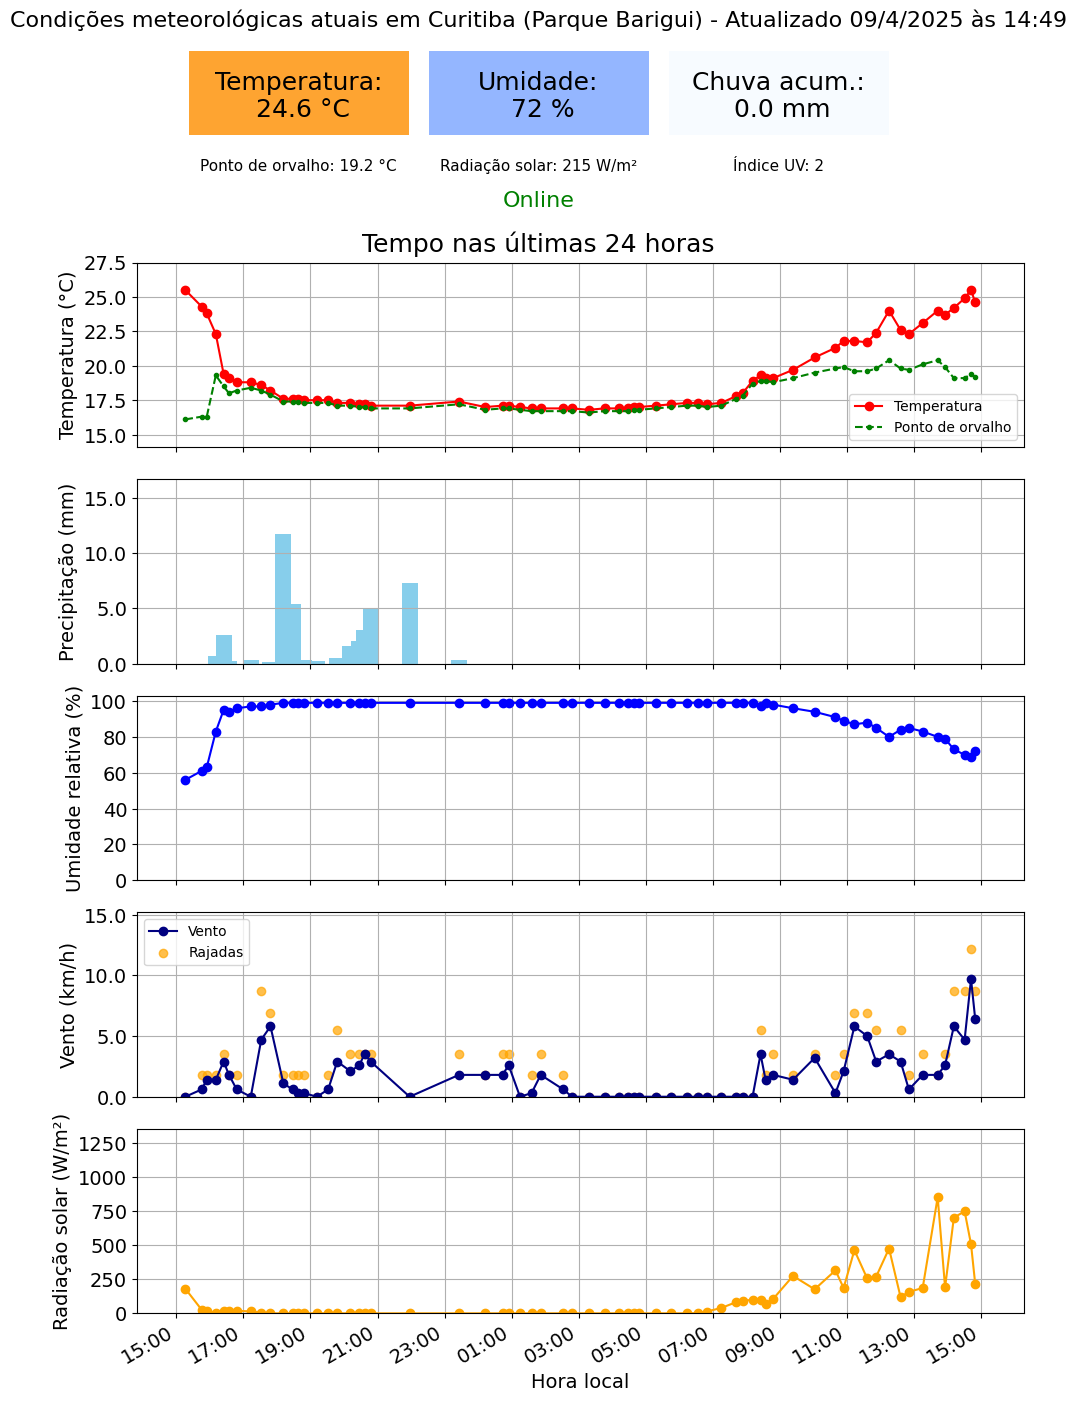 Condições meteorológicas atuais em Curitiba (Parque Barigui) - Atualizado 09/4/2025 às 14:49
Temperatura:
24.6 °C
Umidade:
72 %
Chuva acum.:
0.0 mm
Ponto de orvalho: 19.2 °C
Radiação solar: 215 W/m²
Índice UV: 2
Online
Tempo nas últimas 24 horas
Temperatura (°C)
27.5
25.0
22.5
20.0
17.5
15.0
Temperatura
Ponto de orvalho
Precipitação (mm)
15.0
10.0
5.0
0.0
Umidade relativa (%)
100
80
60
40
20
0
Vento (km/h)
15.0
10.0
5.0
0.0
Vento
Rajadas
Radiação solar (W/m²)
1250
1000
750
500
250
0
15:00
17:00
19:00
21:00
23:00
01:00
03:00
05:00
07:00
09:00
11:00
13:00
15:00
Hora local